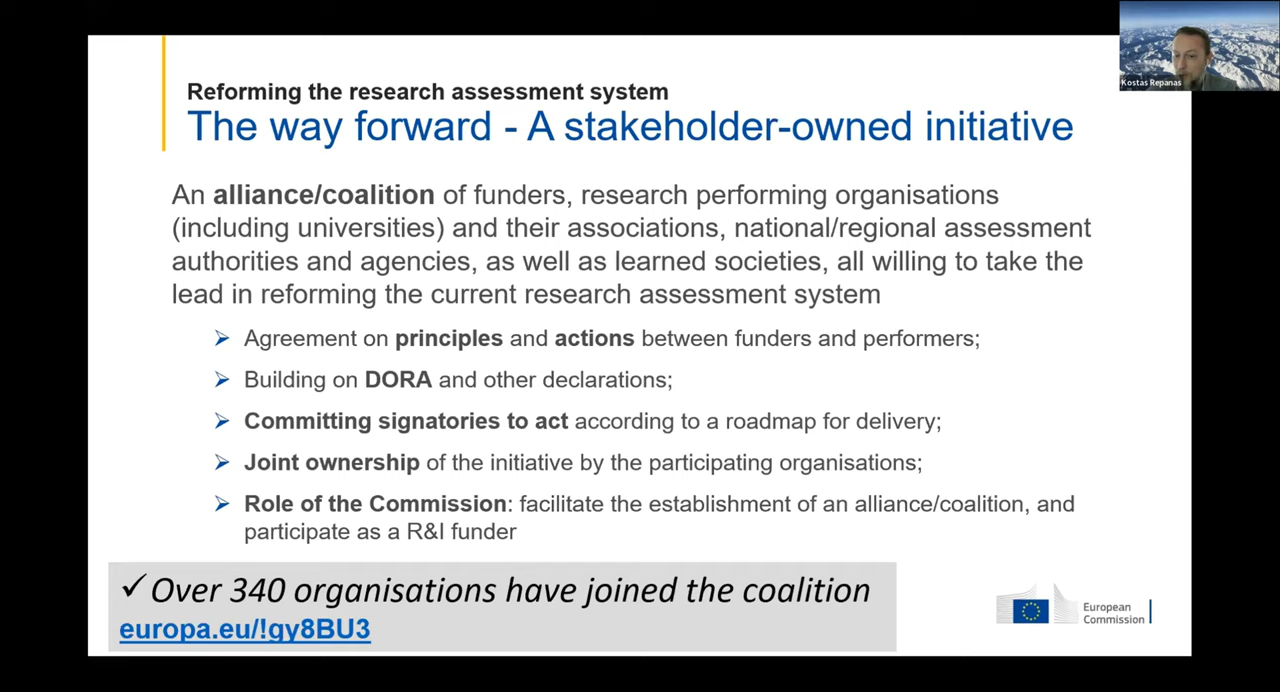 Kostas Repanas
Reforming the research assessment system
The way forward - A stakeholder-owned initiative
An alliance/coalition of funders, research performing organisations
(including universities) and their associations, national/regional assessment
authorities and agencies, as well as learned societies, all willing to take the
lead in reforming the current research assessment system
➢ Agreement on principles and actions between funders and performers;
➢ Building on DORA and other declarations;
➢ Committing signatories to act according to a roadmap for delivery;
➢ Joint ownership of the initiative by the participating organisations;
➢ Role of the Commission: facilitate the establishment of an alliance/coalition, and
participate as a R&I funder
✓Over 340 organisations have joined the coalition
europa.eu/!gy8BU3
European
Commission